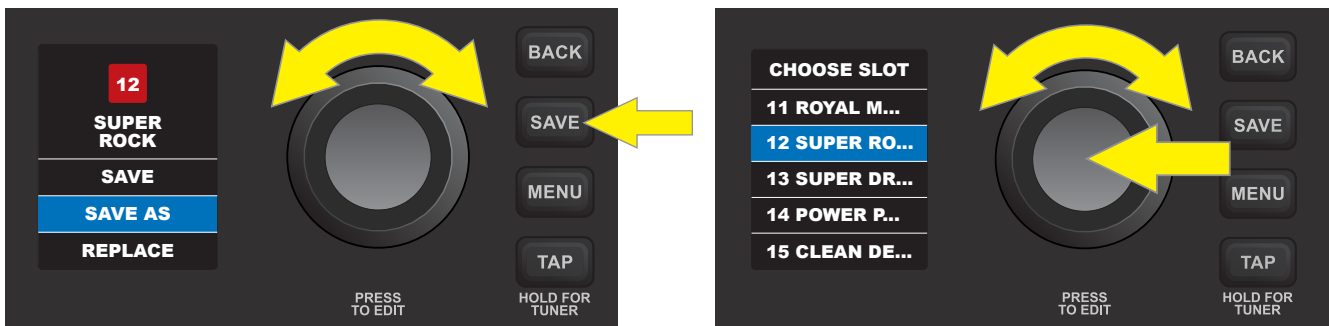 12
SUPER
ROCK
SAVE
SAVE AS
REPLACE
PRESS
TO EDIT
BACK
SAVE
MENU
TAP
HOLD FOR
TUNER
CHOOSE SLOT
11 ROYAL M...
12 SUPER RO...
13 SUPER DR...
14 POWER P...
15 CLEAN DE...
PRESS
TO EDIT
BACK
SAVE
MENU
TAP
HOLD FOR
TUNER